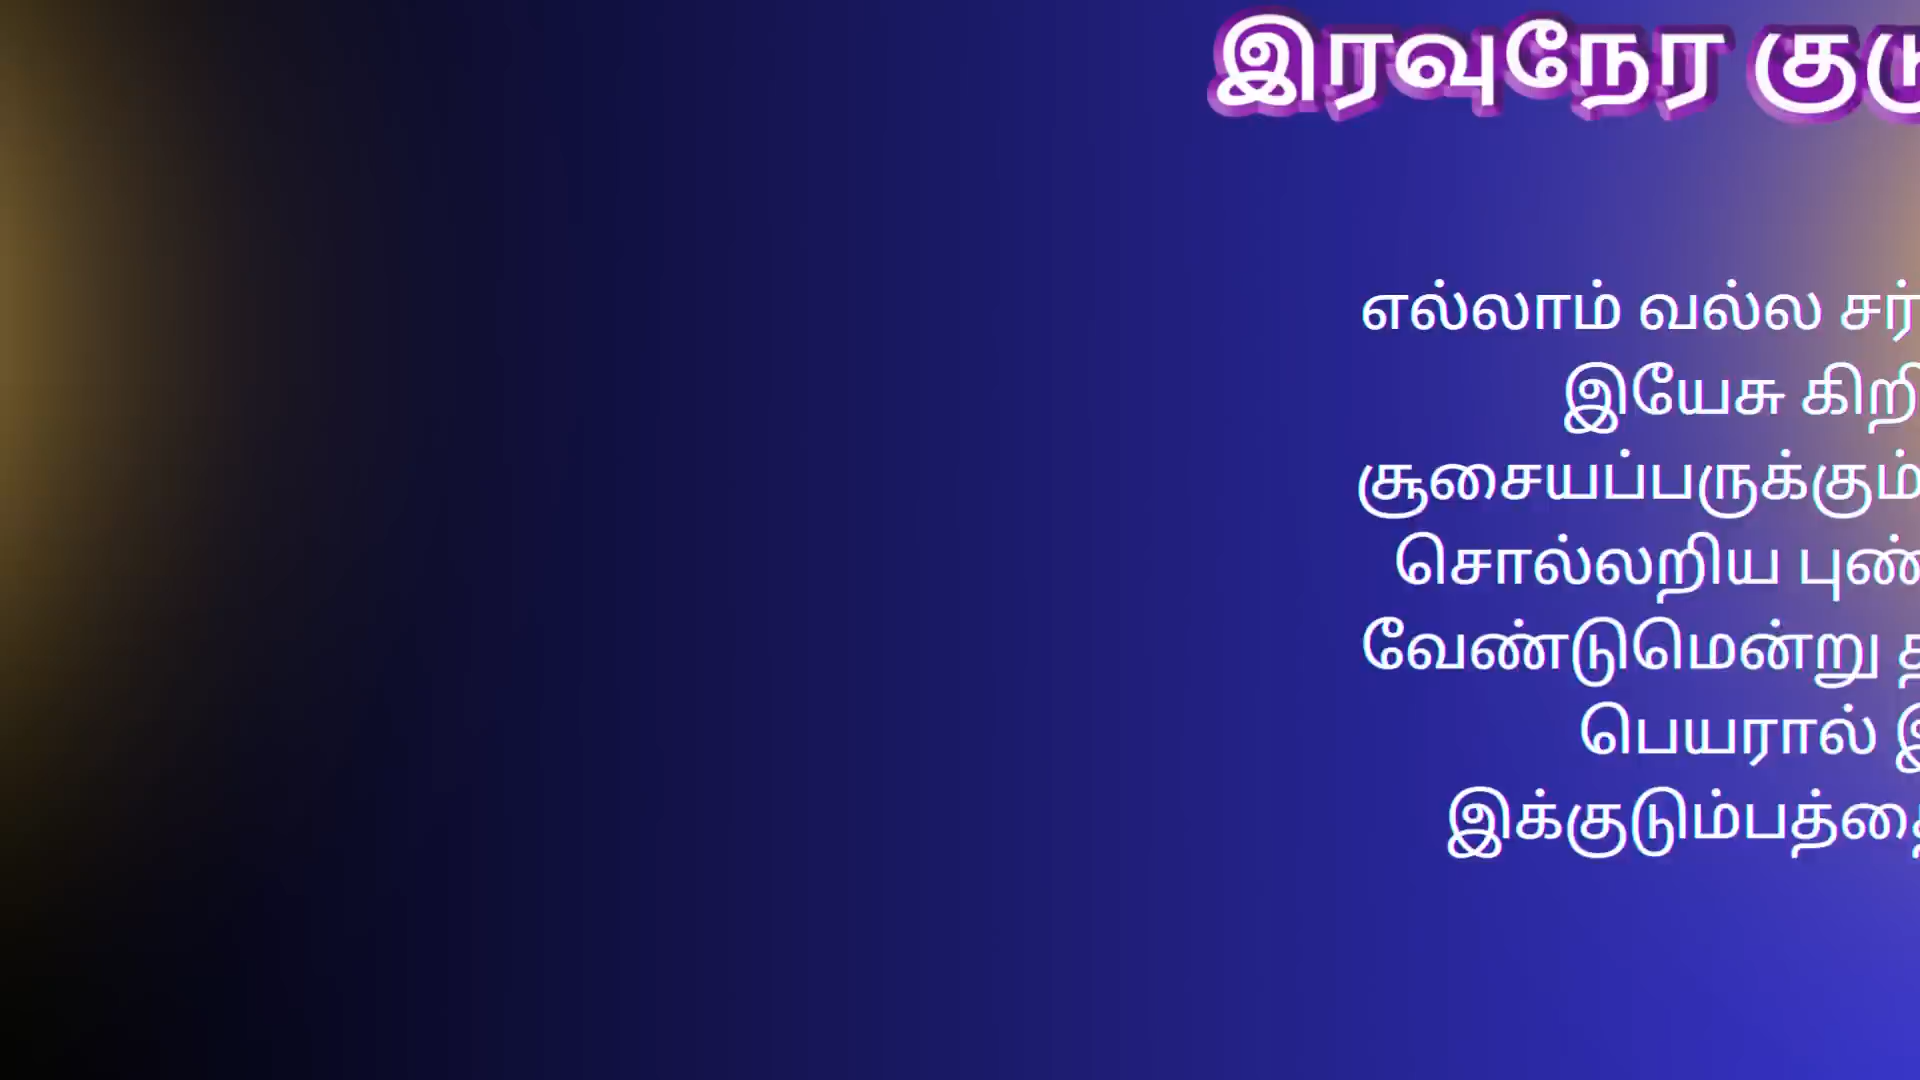 இரவுநேர குடு
எல்லாம் வல்ல சர்
இயேசு கிறி
சூசையப்பருக்கும்
சொல்லறிய புண்
வேண்டுமென்று
பெயரால்
இக்குடும்பத்தை